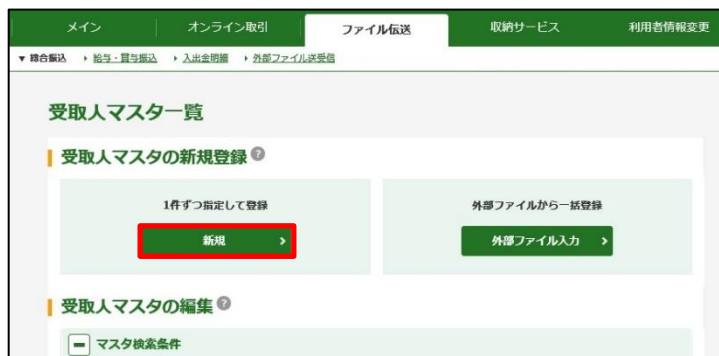 メイン オンライン取引 ファイル伝送 収納サービス 利用者情報変更
▼ 総合振込 ▸ 給与・賞与振込 ▸ 入出金明細 ▸ 外部ファイル送受信
受取人マスター覧
受取人マスタの新規登録 ?
1件ずつ指定して登録 外部ファイルから一括登録
新規 > 外部ファイル入力 >
受取人マスタの編集 ?
− マスタ検索条件